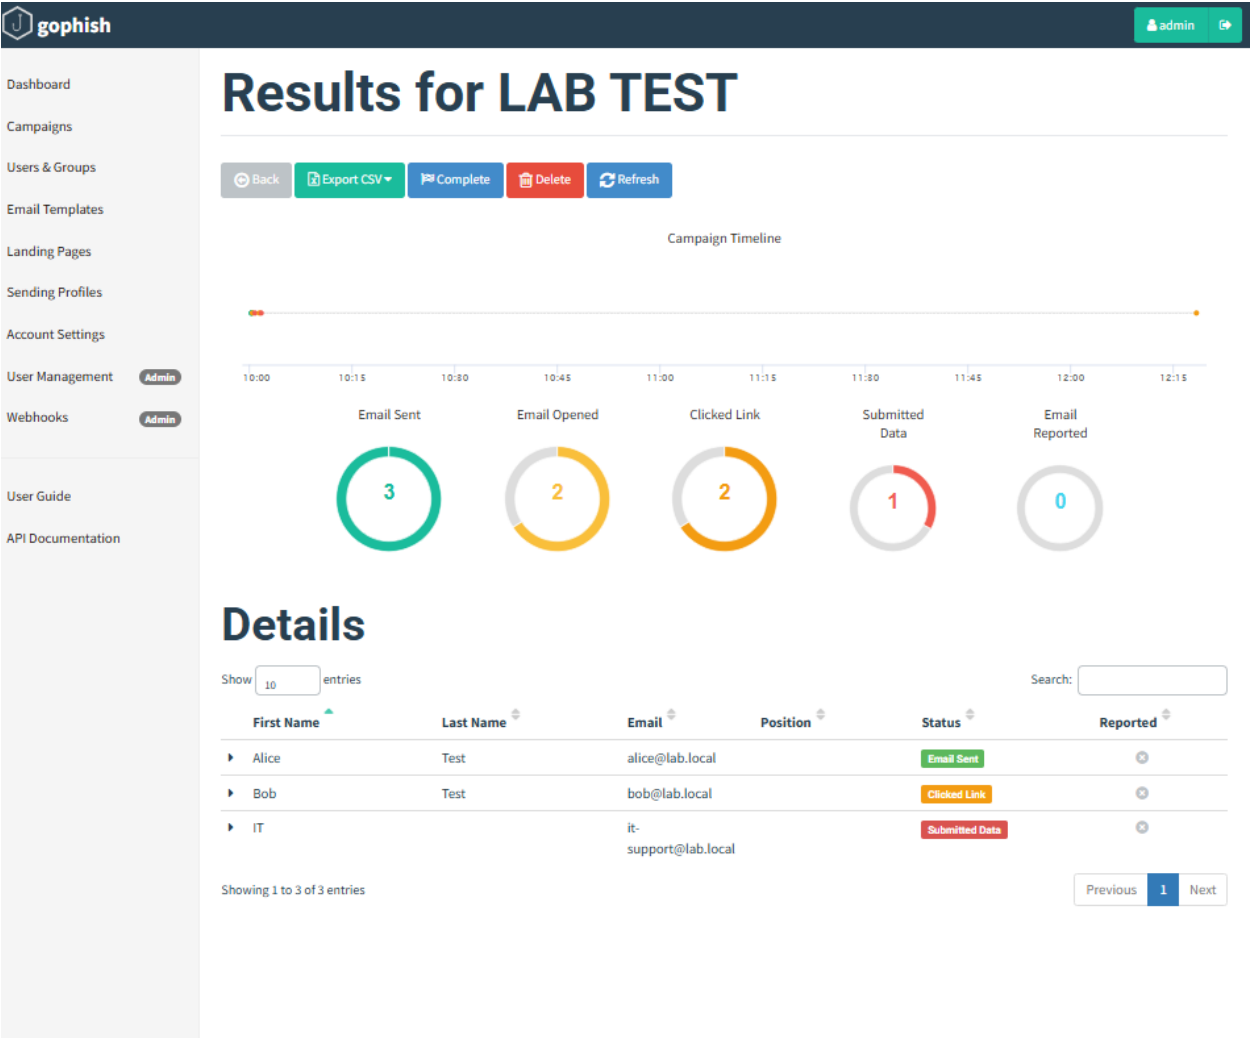 gophish
admin
Dashboard
Campaigns
Users & Groups
Email Templates
Landing Pages
Sending Profiles
Account Settings
User Management Admin
Webhooks Admin
User Guide
API Documentation
Results for LAB TEST
Back Export CSV Complete Delete Refresh
Campaign Timeline
10:00 10:15 10:30 10:45 11:00 11:15 11:30 11:45 12:00 12:15
Email Sent Email Opened Clicked Link Submitted Data Email Reported
3 2 2 1 0
Details
Show 10 entries Search:
First Name Last Name Email Position Status Reported
Alice Test alice@lab.local Email Sent
Bob Test bob@lab.local Clicked Link
IT it-support@lab.local Submitted Data
Showing 1 to 3 of 3 entries Previous 1 Next